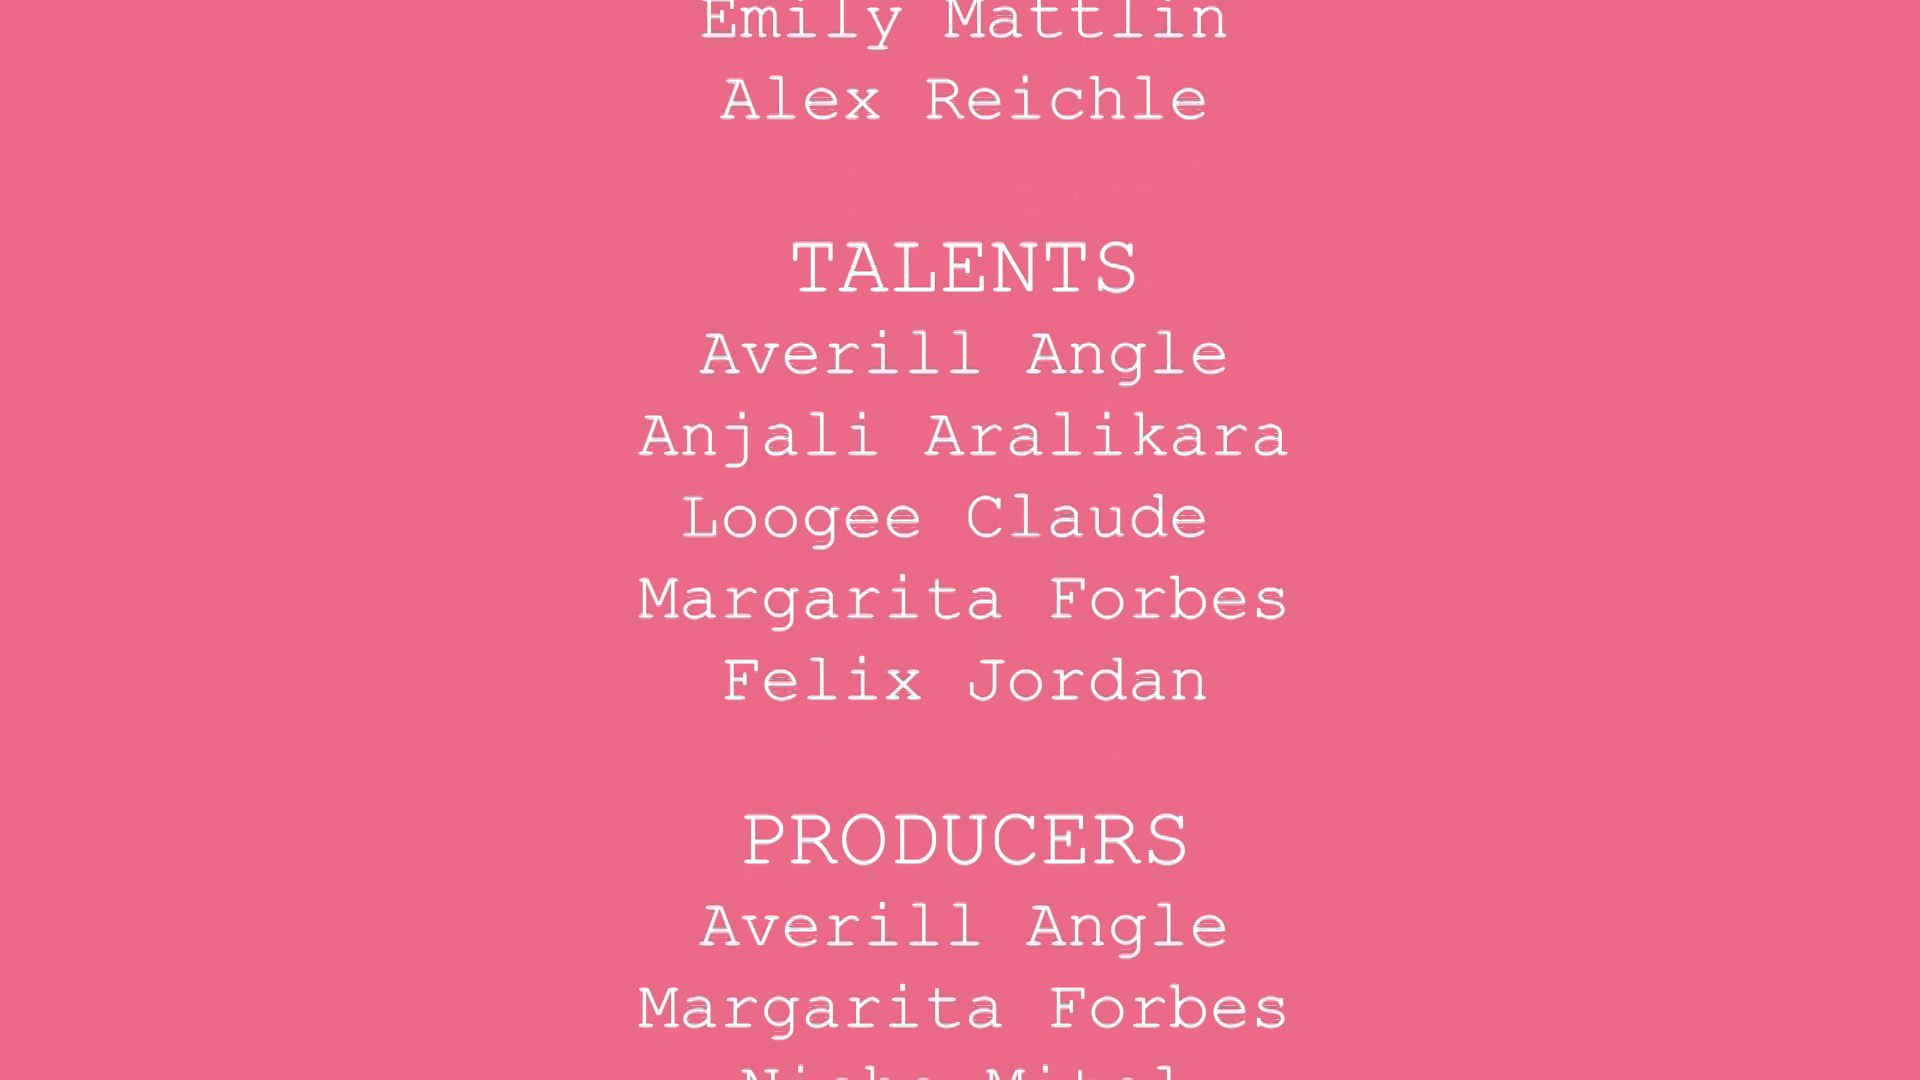 Emily Mattlin
Alex Reichle
TALENTS
Averill Angle
Anjali Aralikara
Loogee Claude
Margarita Forbes
Felix Jordan
PRODUCERS
Averill Angle
Margarita Forbes